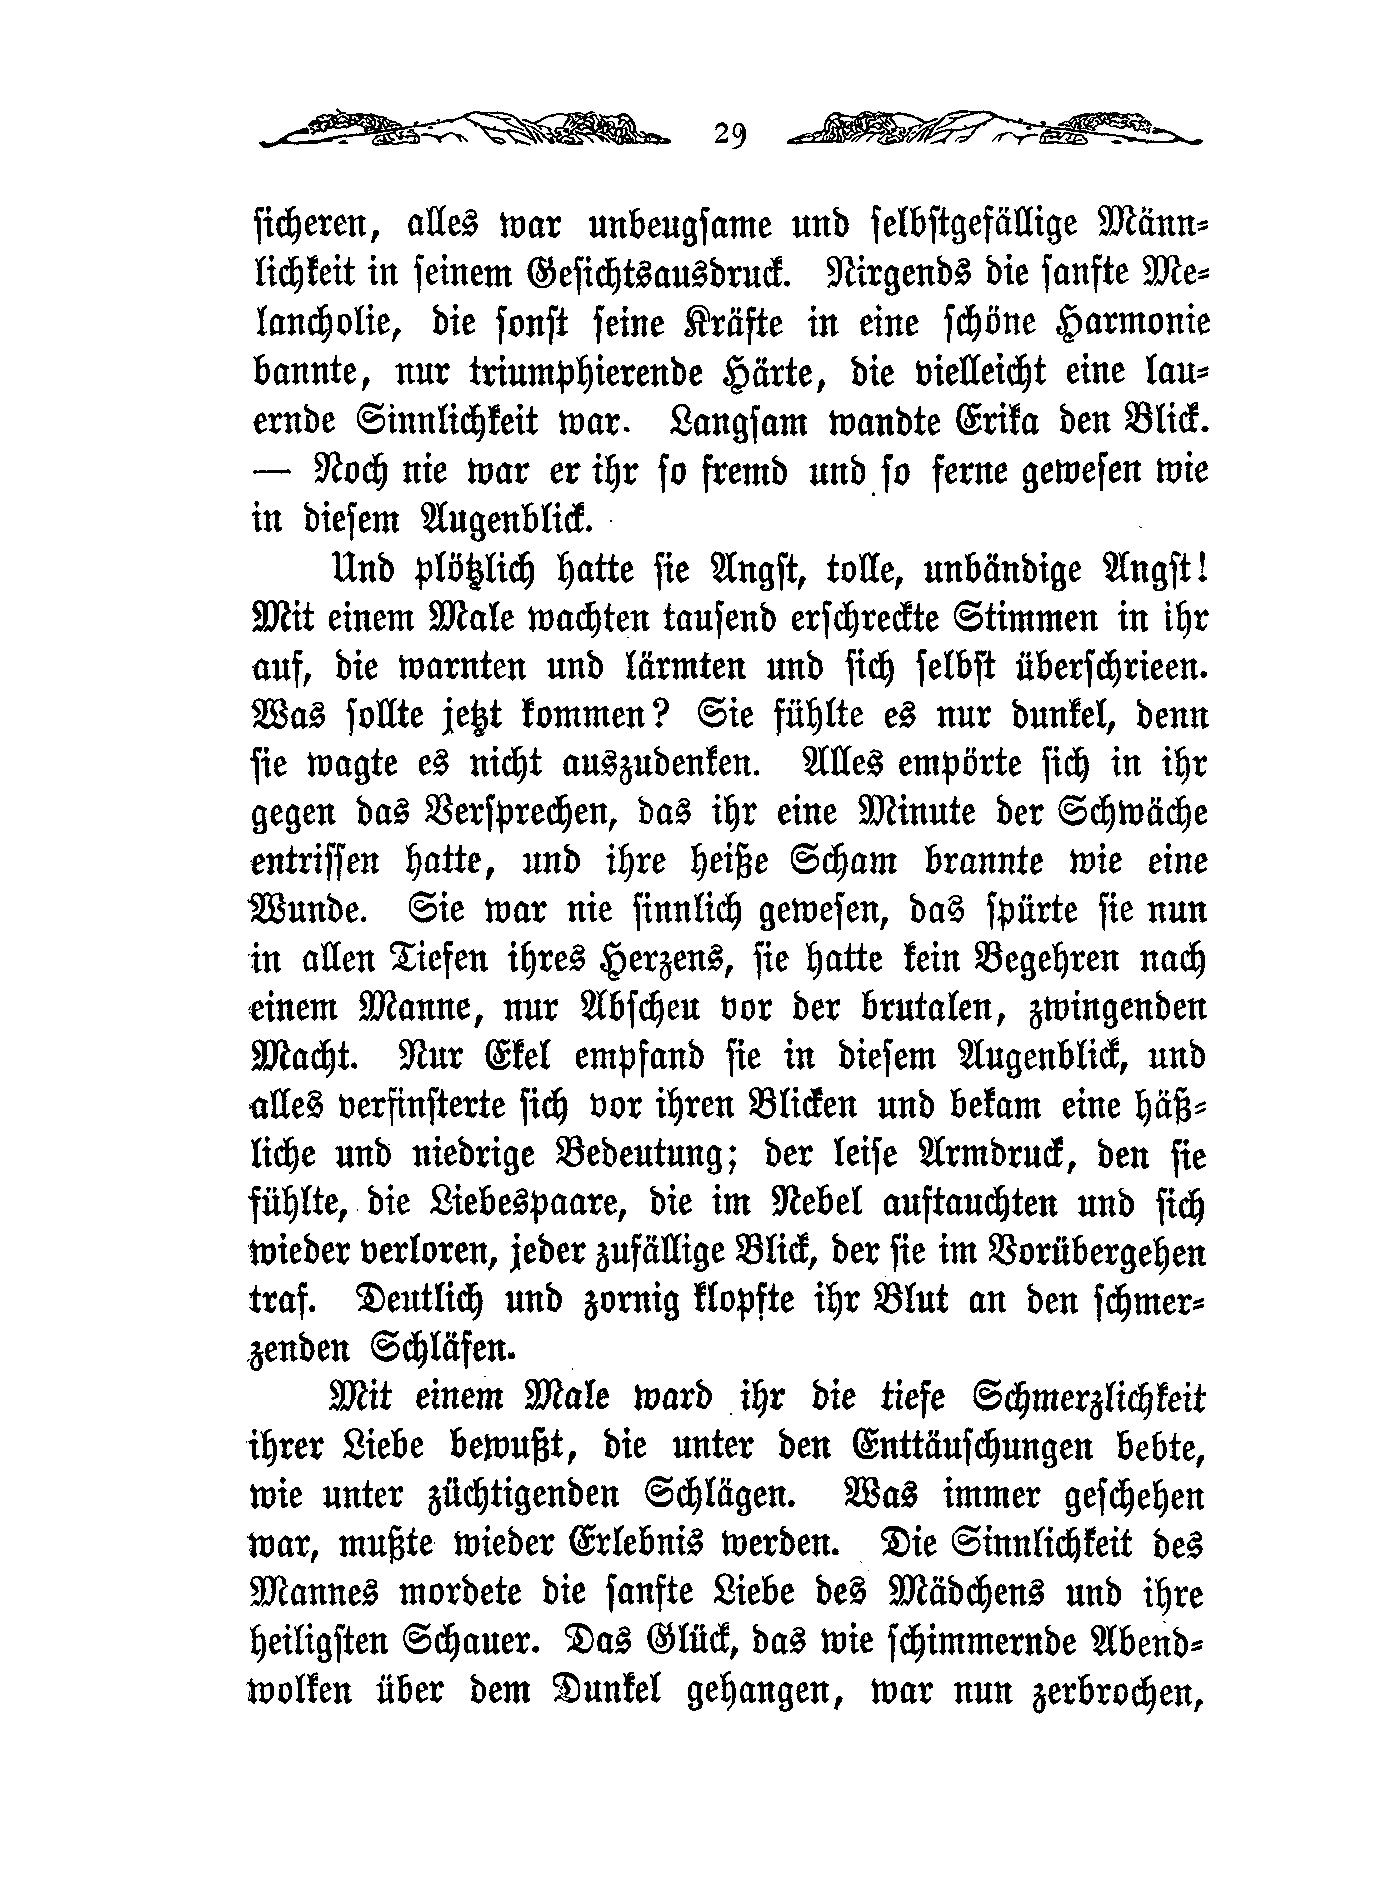 29
sicheren, alles war unbeugsame und selbstgefällige Männ-
lichkeit in seinem Gesichtsausdruck. Nirgends die sanfte Me-
lancholie, die sonst seine Kräfte in eine schöne Harmonie
bannte, nur triumphierende Härte, die vielleicht eine lau-
ernde Sinnlichkeit war. Langsam wandte Erika den Blick.
— Noch nie war er ihr so fremd und so ferne gewesen wie
in diesem Augenblick.
Und plötzlich hatte sie Angst, tolle, unbändige Angst!
Mit einem Male wachten tausend erschreckte Stimmen in ihr
auf, die warnten und lärmten und sich selbst überschrieen.
Was sollte jetzt kommen? Sie fühlte es nur dunkel, denn
sie wagte es nicht auszudenken. Alles empörte sich in ihr
gegen das Versprechen, das ihr eine Minute der Schwäche
entrissen hatte, und ihre heiße Scham brannte wie eine
Wunde. Sie war nie sinnlich gewesen, das spürte sie nun
in allen Tiefen ihres Herzens, sie hatte kein Begehren nach
einem Manne, nur Abscheu vor der brutalen, zwingenden
Macht. Nur Ekel empfand sie in diesem Augenblick, und
alles verfinsterte sich vor ihren Blicken und bekam eine häß-
liche und niedrige Bedeutung; der leise Armdruck, den sie
fühlte, die Liebespaare, die im Nebel auftauchten und sich
wieder verloren, jeder zufällige Blick, der sie im Vorübergehen
traf. Deutlich und zornig klopfte ihr Blut an den schmer-
zenden Schläfen.
Mit einem Male ward ihr die tiefe Schmerzlichkeit
ihrer Liebe bewußt, die unter den Enttäuschungen bebte,
wie unter züchtigenden Schlägen. Was immer geschehen
war, mußte wieder Erlebnis werden. Die Sinnlichkeit des
Mannes mordete die sanfte Liebe des Mädchens und ihre
heiligsten Schauer. Das Glück, das wie schimmernde Abend-
wolken über dem Dunkel gehangen, war nun zerbrochen,